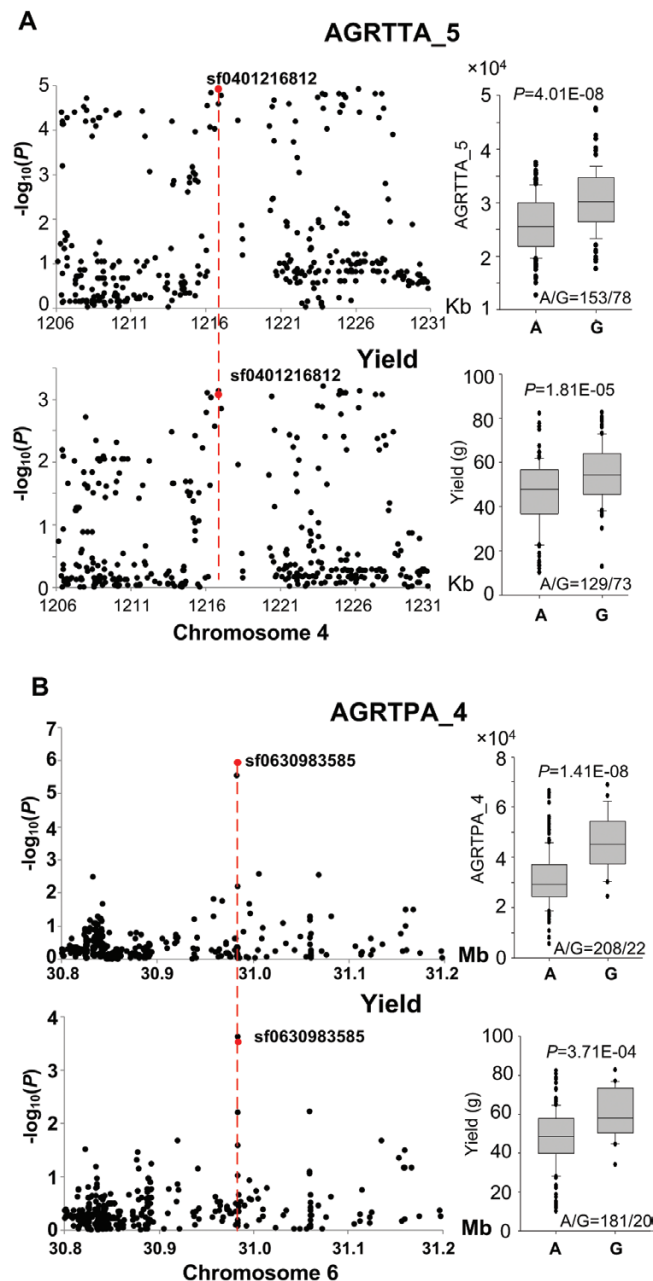 A
AGRTTA_5
sf0401216812
5
4
3
2
1
0
-log10(P)
1206 1211 1216 1221 1226 1231
Kb
×10⁴
P=4.01E-08
5
4
3
2
1
AGRTTA_5
A/G=153/78
A G
Yield
sf0401216812
3
2
1
0
-log10(P)
1206 1211 1216 1221 1226 1231
Kb
Chromosome 4
100
80
60
40
20
0
Yield (g)
P=1.81E-05
A/G=129/73
A G
B
AGRTPA_4
sf0630983585
7
6
5
4
3
2
1
0
-log10(P)
30.8 30.9 31.0 31.1 31.2
Mb
×10⁴
P=1.41E-08
8
6
4
2
0
AGRTPA_4
A/G=208/22
A G
Yield
sf0630983585
4
3
2
1
0
-log10(P)
30.8 30.9 31.0 31.1 31.2
Mb
Chromosome 6
100
80
60
40
20
0
Yield (g)
P=3.71E-04
A/G=181/20
A G